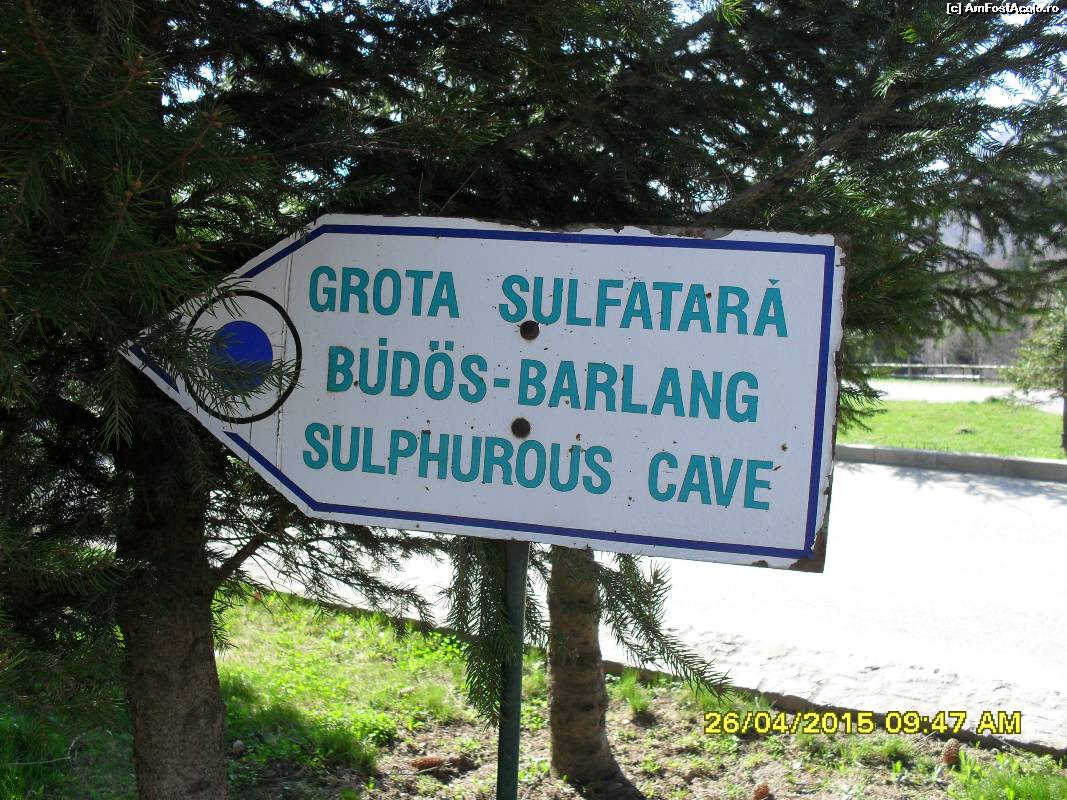 [c] AmFostAcolo.ro
GROTA SULFATARĂ
BÜDÖS-BARLANG
SULPHUROUS CAVE
26/04/2015 09:47 AM